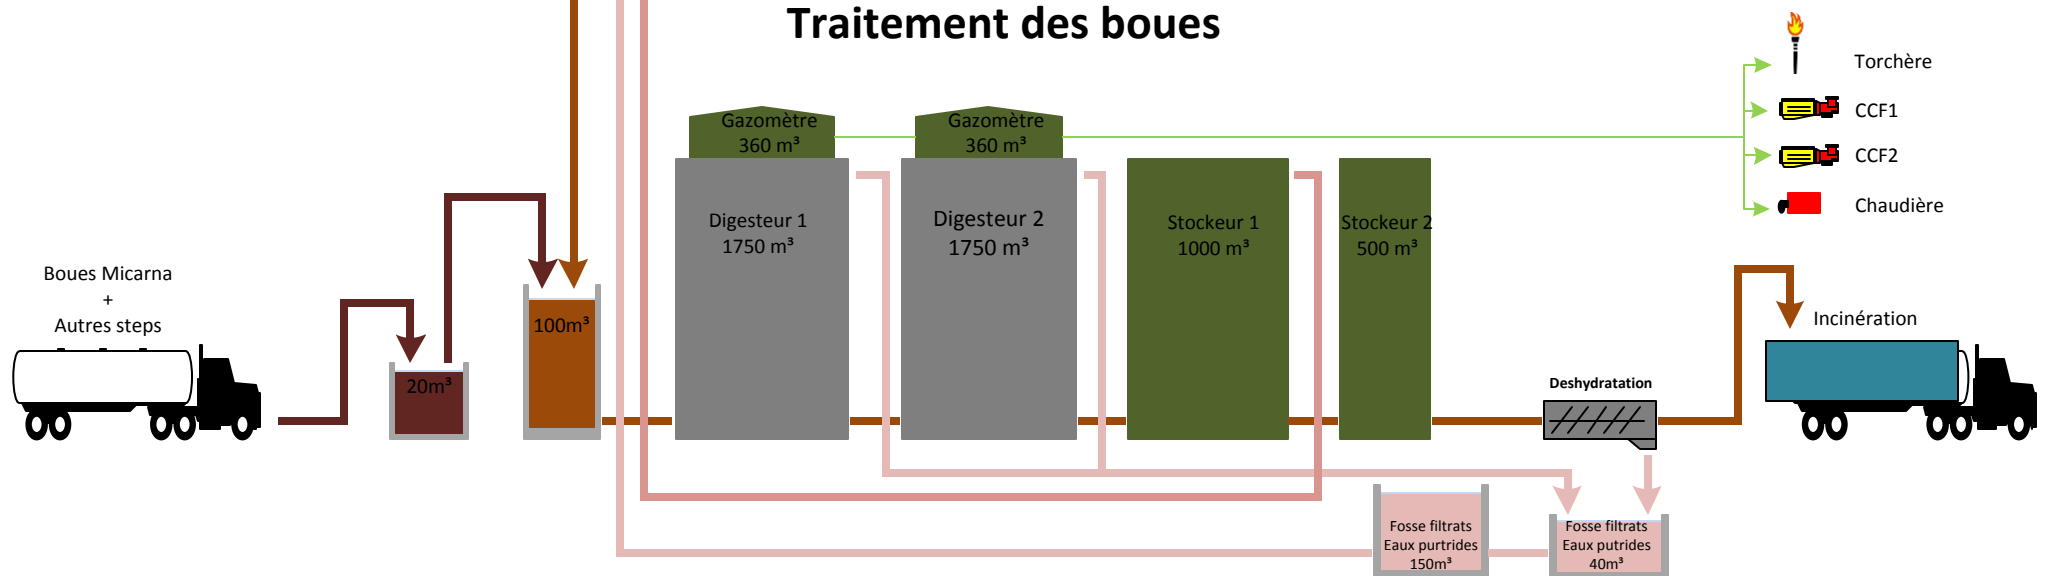 Traitement des boues
Torchère
CCF1
CCF2
Chaudière
Gazomètre
360 m³
Gazomètre
360 m³
Digesteur 1
1750 m³
Digesteur 2
1750 m³
Stockeur 1
1000 m³
Stockeur 2
500 m³
Boues Micarna
+
Autres steps
20m³
100m³
Deshydratation
Incinération
Fosse filtrats
Eaux purtrides
150m³
Fosse filtrats
Eaux putrides
40m³